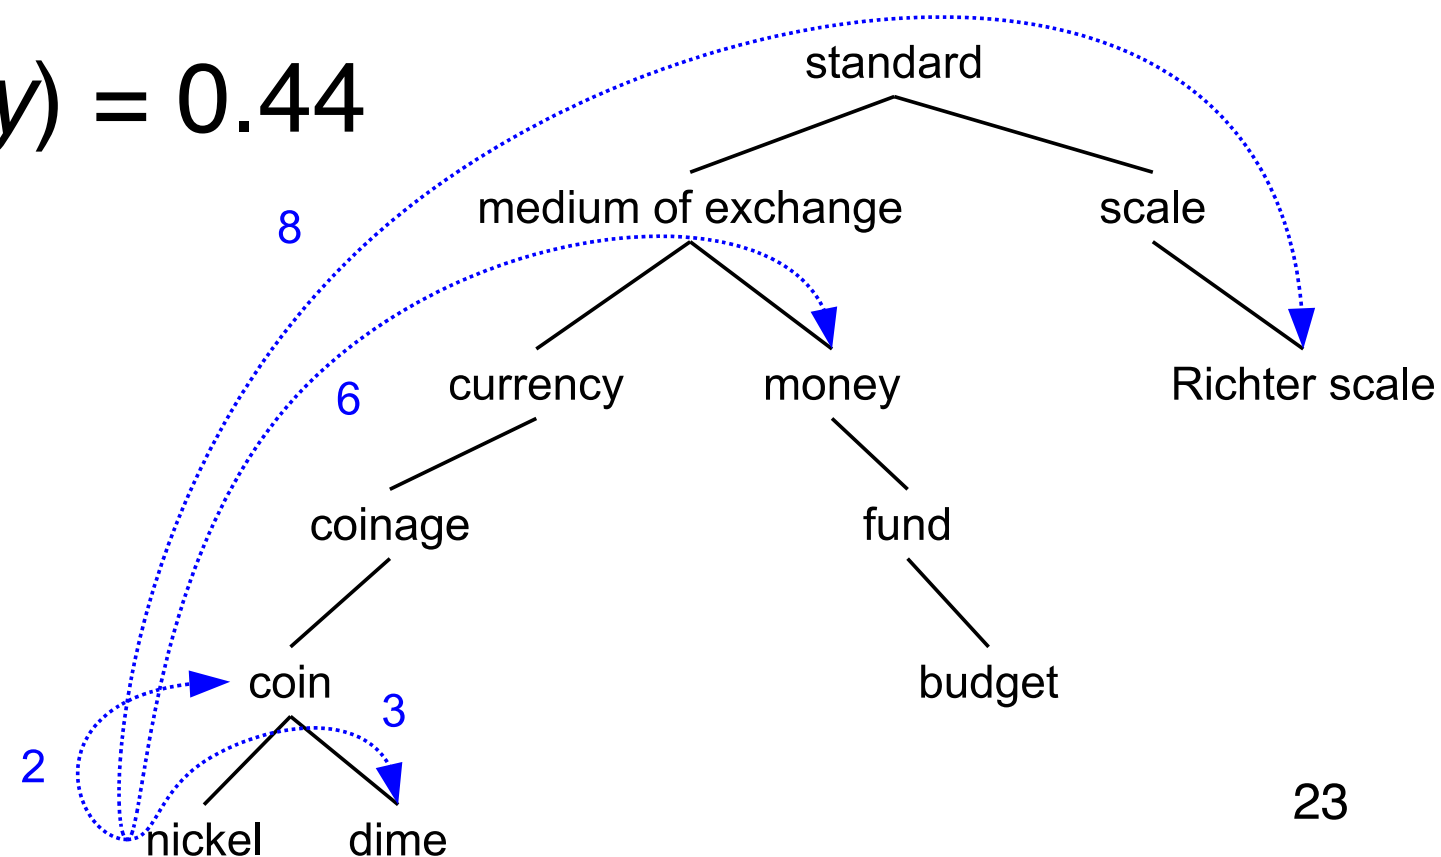 standard
y) = 0.44
8
medium of exchange scale
6
currency money Richter scale
coinage fund
coin budget
3
2
23
nickel dime